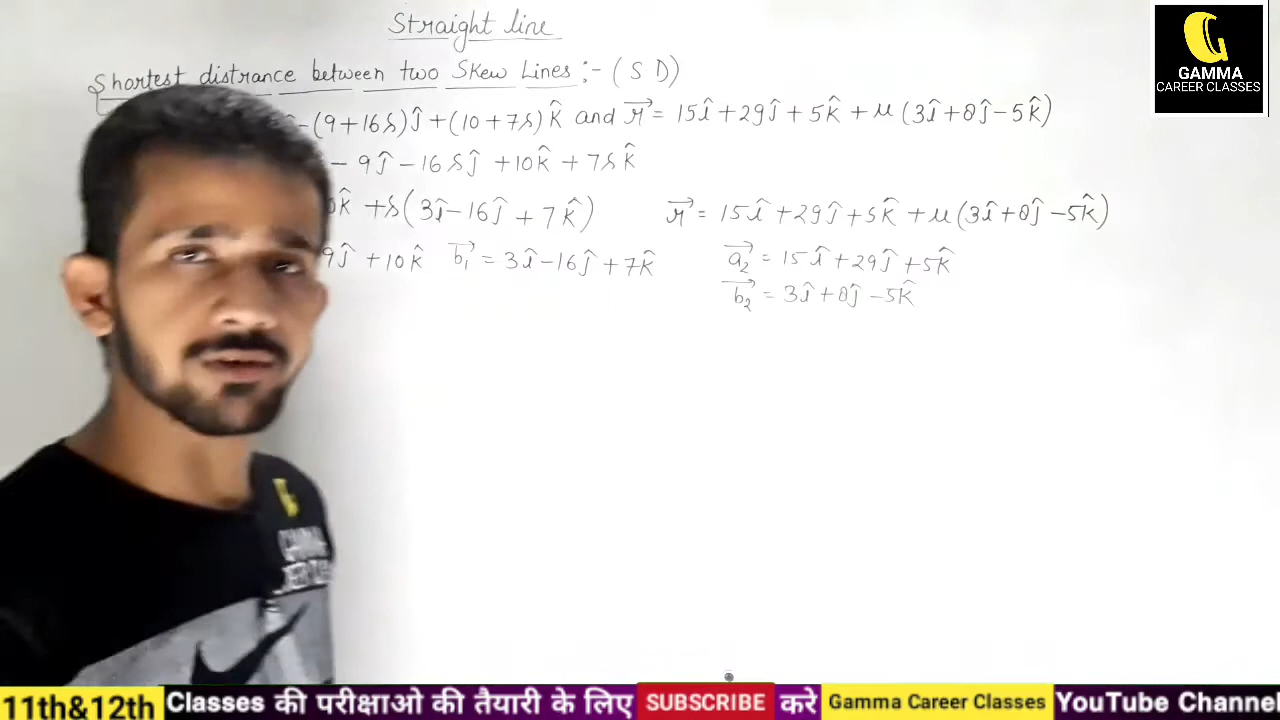 Straight line
Shortest distrance between two Skew Lines :- (S D)
GAMMA
CAREER CLASSES
-(9+16s)ĵ+(10+7s)k̂ and r⃗ = 15î+29ĵ+5k̂+μ(3î+8ĵ-5k̂)
- 9ĵ -16sĵ +10k̂ +7sk̂
k̂ +s(3î-16ĵ+7k̂) r⃗ = 15î+29ĵ+5k̂+μ(3î+8ĵ-5k̂)
9ĵ+10k̂ b⃗₁ = 3î-16ĵ+7k̂ a⃗₂ = 15î+29ĵ+5k̂
b⃗₂ = 3î+8ĵ-5k̂
11th&12th Classes की परीक्षाओ की तैयारी के लिए SUBSCRIBE करे Gamma Career Classes YouTube Channel